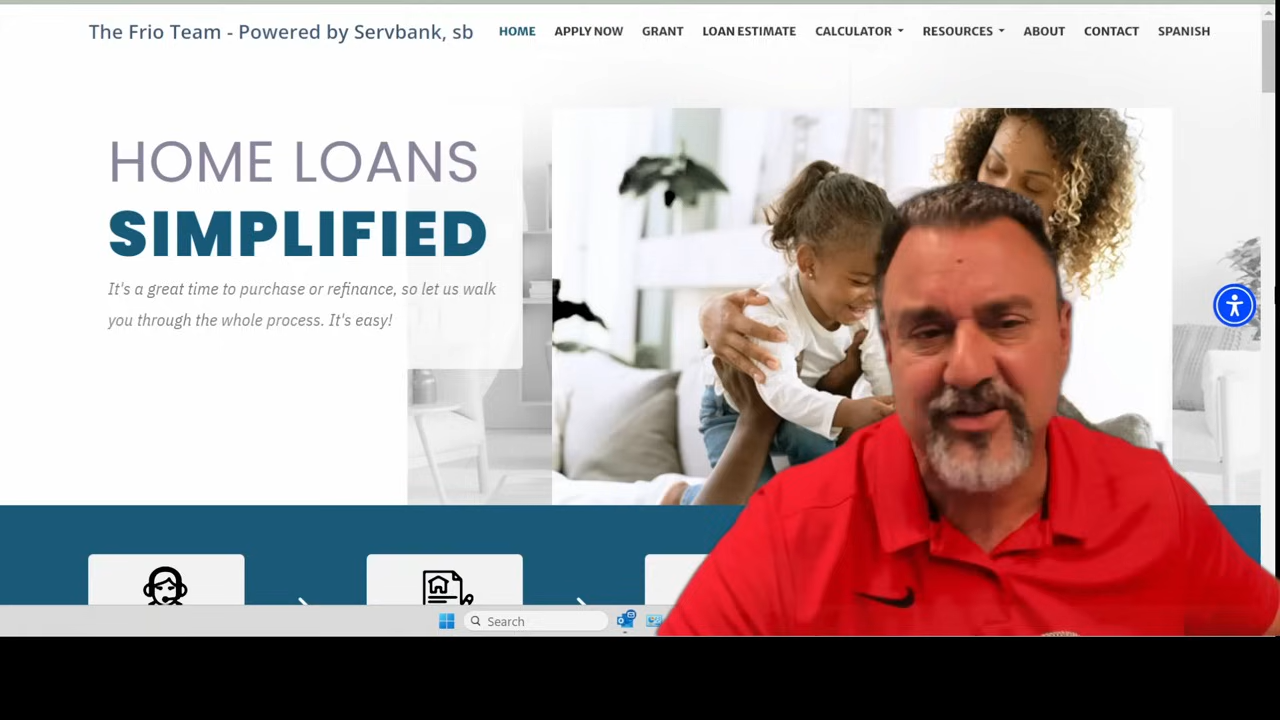 The Frio Team - Powered by Servbank, sb
HOME APPLY NOW GRANT LOAN ESTIMATE CALCULATOR RESOURCES ABOUT CONTACT SPANISH
HOME LOANS
SIMPLIFIED
It's a great time to purchase or refinance, so let us walk
you through the whole process. It's easy!
Search